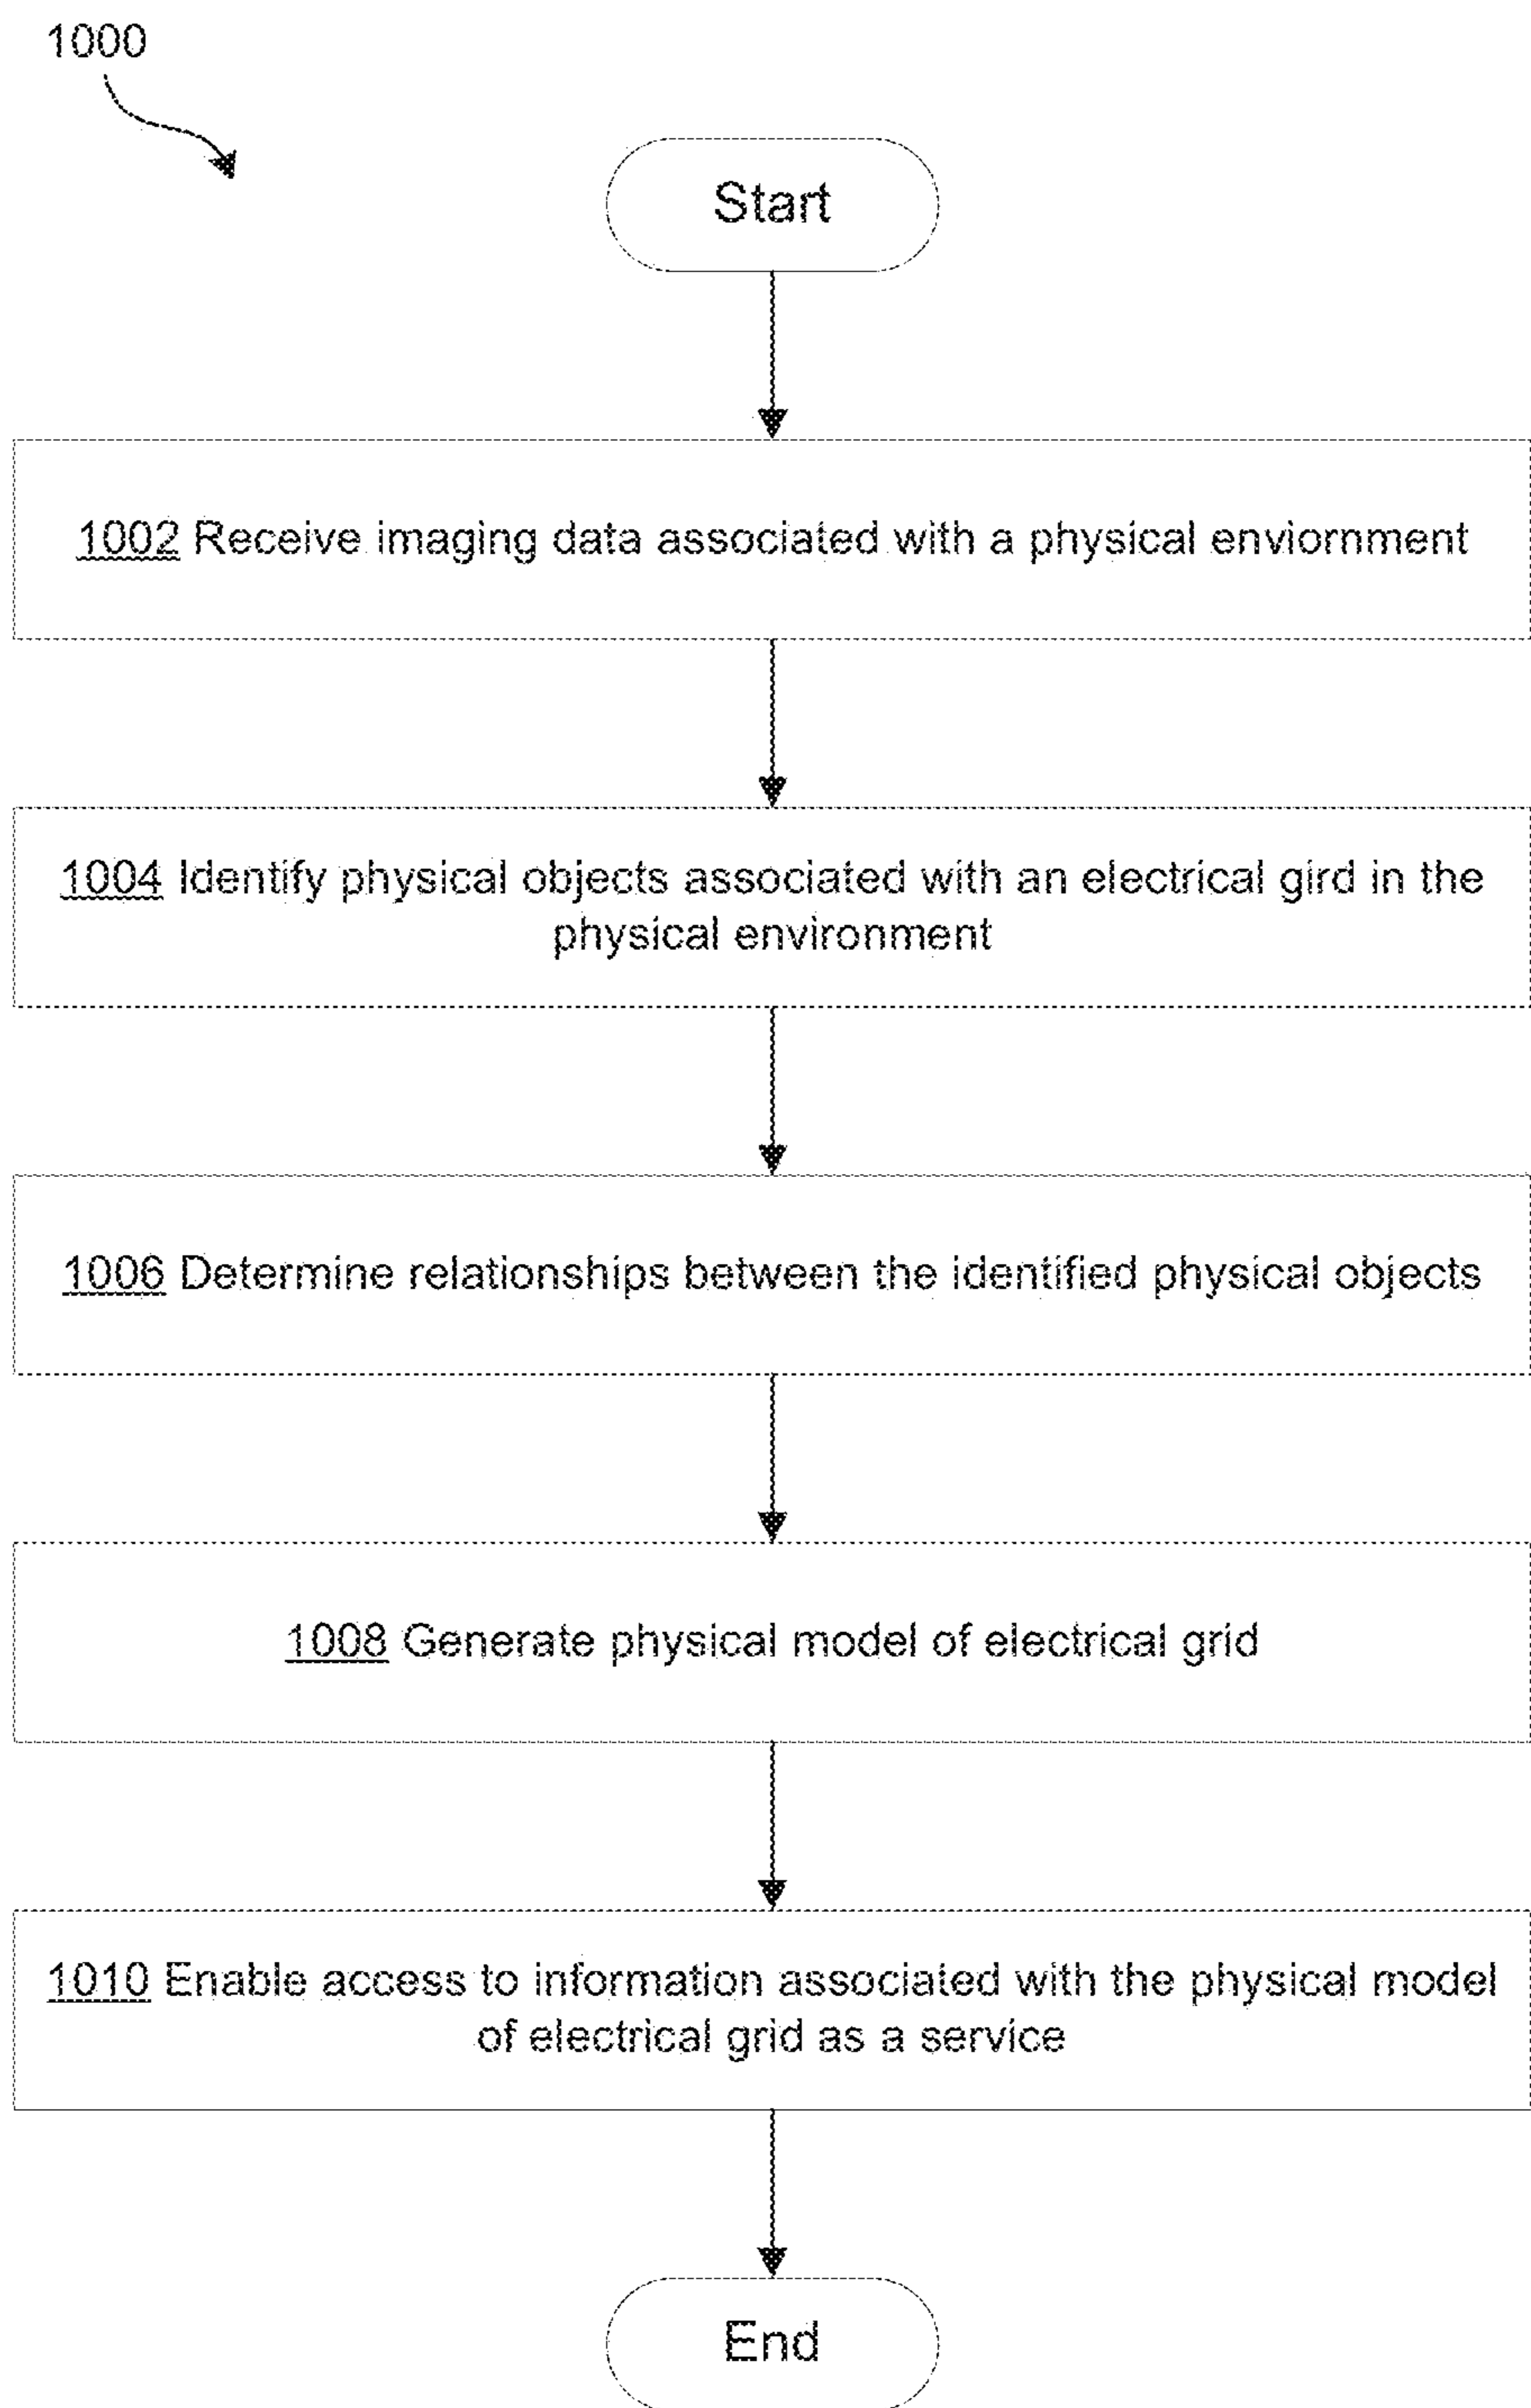 1000
Start
1002 Receive imaging data associated with a physical enviornment
1004 Identify physical objects associated with an electrical gird in the
physical environment
1006 Determine relationships between the identified physical objects
1008 Generate physical model of electrical grid
1010 Enable access to information associated with the physical model
of electrical grid as a service
End